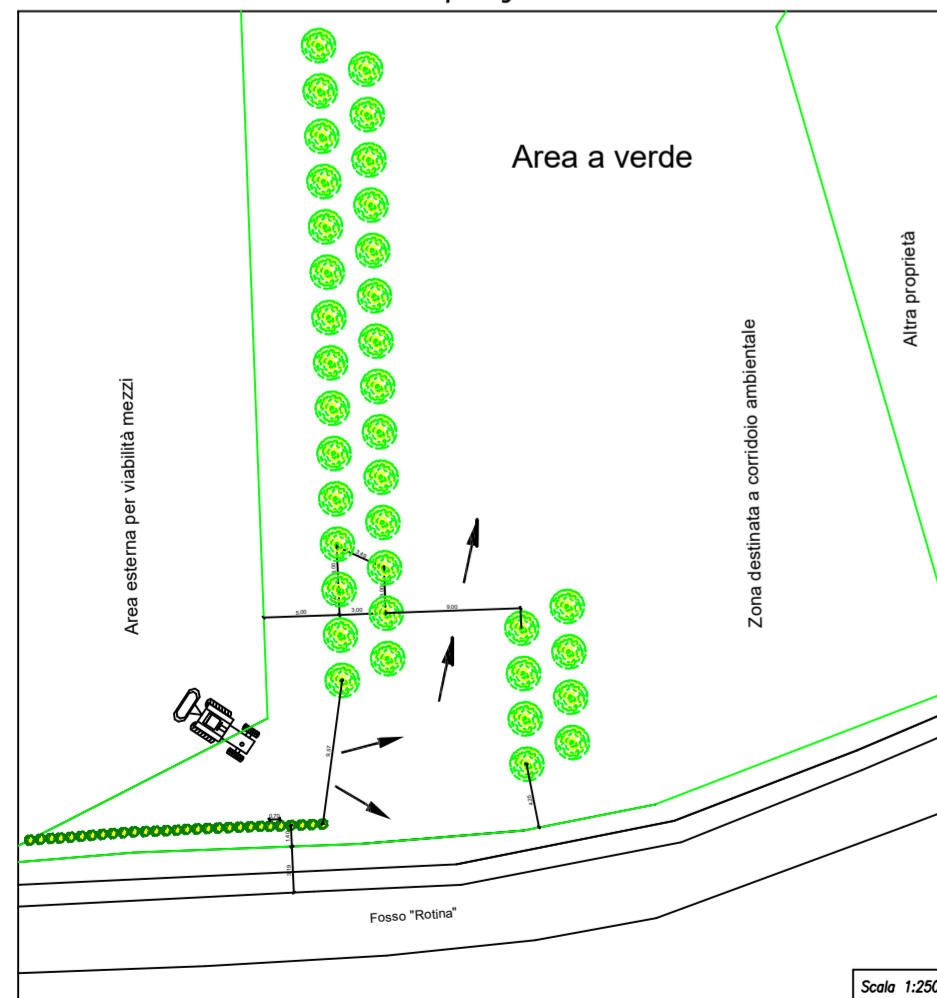 Area a verde
Altra proprietà
Zona destinata a corridoio ambientale
Area esterna per viabilità mezzi
3,00
5,00
9,00
Fosso "Rotina"
Scala 1:250